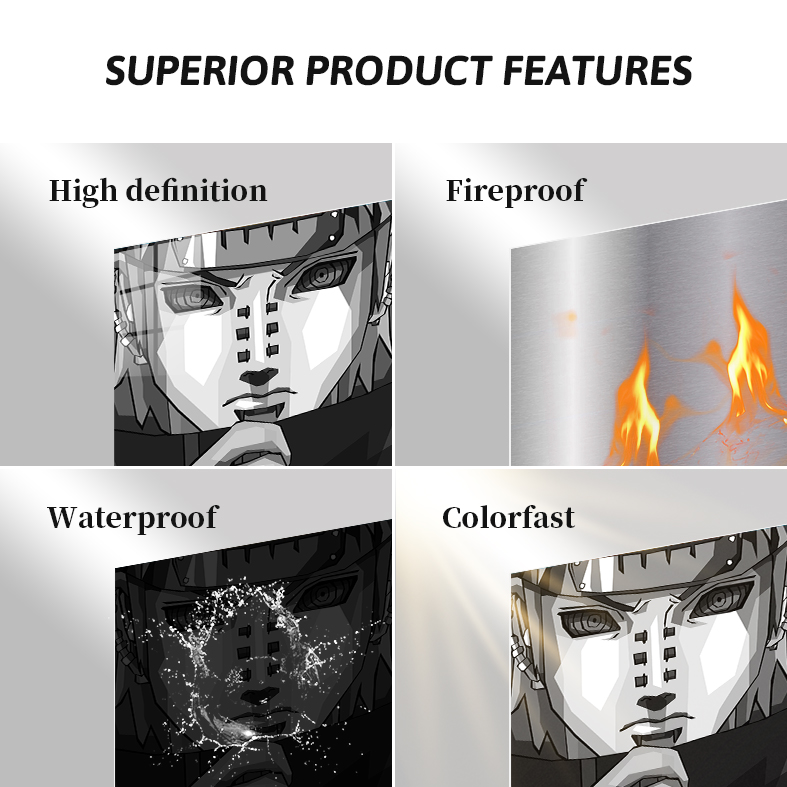 SUPERIOR PRODUCT FEATURES
High definition
Fireproof
Waterproof
Colorfast